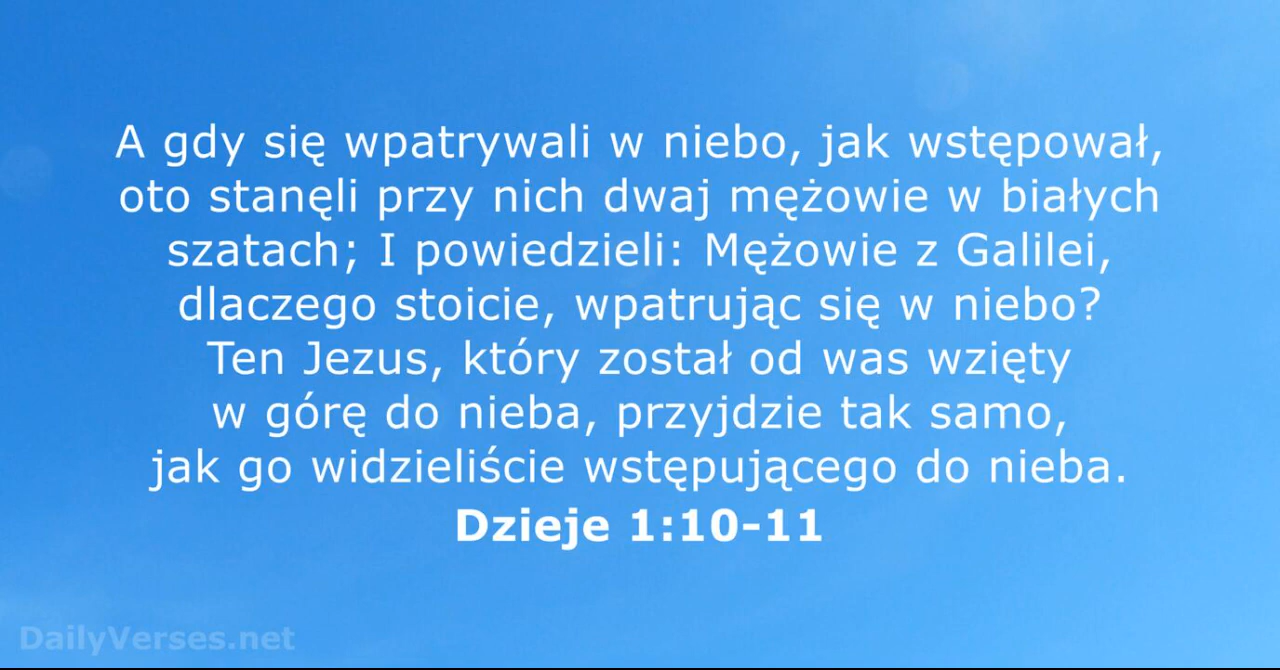 A gdy się wpatrywali w niebo, jak wstępował,
oto stanęli przy nich dwaj mężowie w białych
szatach; I powiedzieli: Mężowie z Galilei,
dlaczego stoicie, wpatrując się w niebo?
Ten Jezus, który został od was wzięty
w górę do nieba, przyjdzie tak samo,
jak go widzieliście wstępującego do nieba.
Dzieje 1:10-11
DailyVerses.net